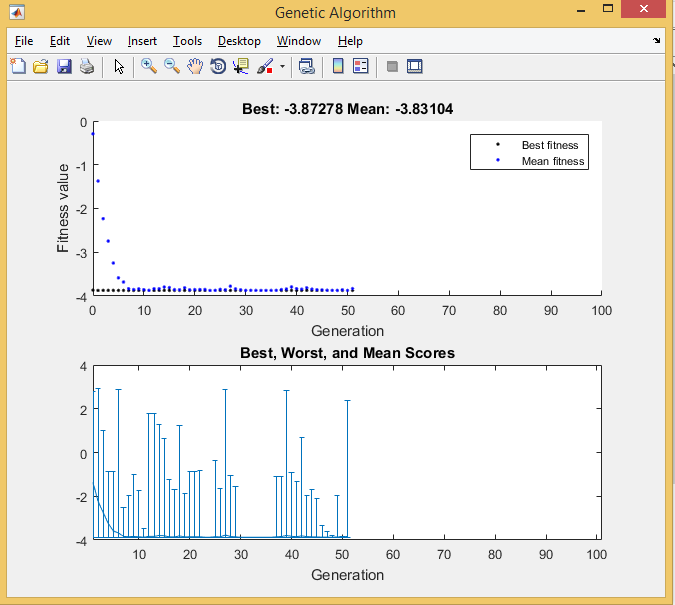 Genetic Algorithm
File Edit View Insert Tools Desktop Window Help
Best: -3.87278 Mean: -3.83104
0
-1
-2
-3
-4
Fitness value
Best fitness
Mean fitness
0 10 20 30 40 50 60 70 80 90 100
Generation
Best, Worst, and Mean Scores
4
2
0
-2
-4
10 20 30 40 50 60 70 80 90 100
Generation